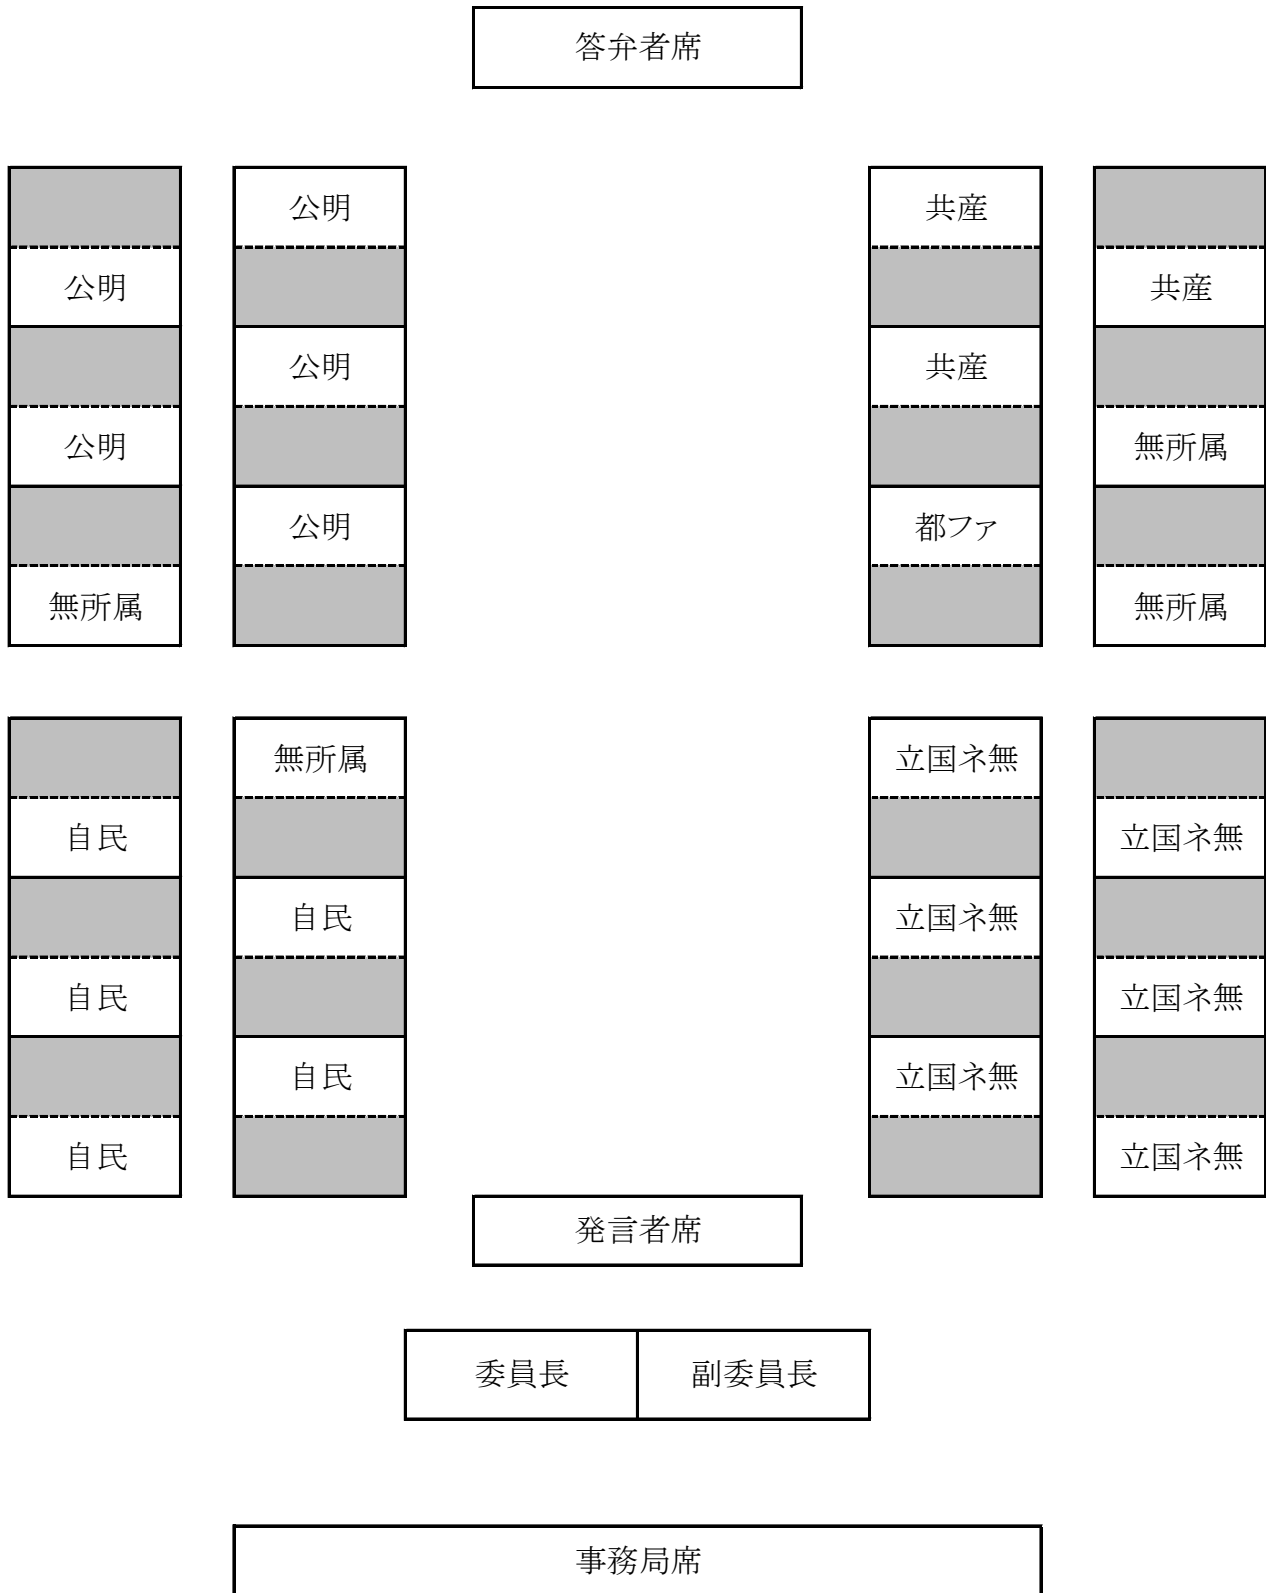 答弁者席
公明 共産
公明 共産
公明 共産
公明 無所属
公明 都ファ
無所属 無所属
無所属 立国ネ無
自民 立国ネ無
自民 立国ネ無
自民 立国ネ無
自民 立国ネ無
自民 立国ネ無
発言者席
委員長 副委員長
事務局席